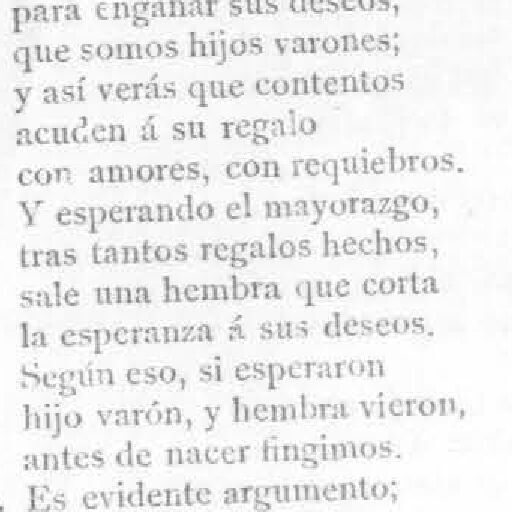 para engañar sus deseos,
que somos hijos varones;
y así verás que contentos
acuden á su regalo
con amores, con requiebros.
Y esperando el mayorazgo,
tras tantos regalos hechos,
sale una hembra que corta
la esperanza á sus deseos.
Según eso, si esperaron
hijo varón, y hembra vieron,
antes de nacer fingimos.
. Es evidente argumento;